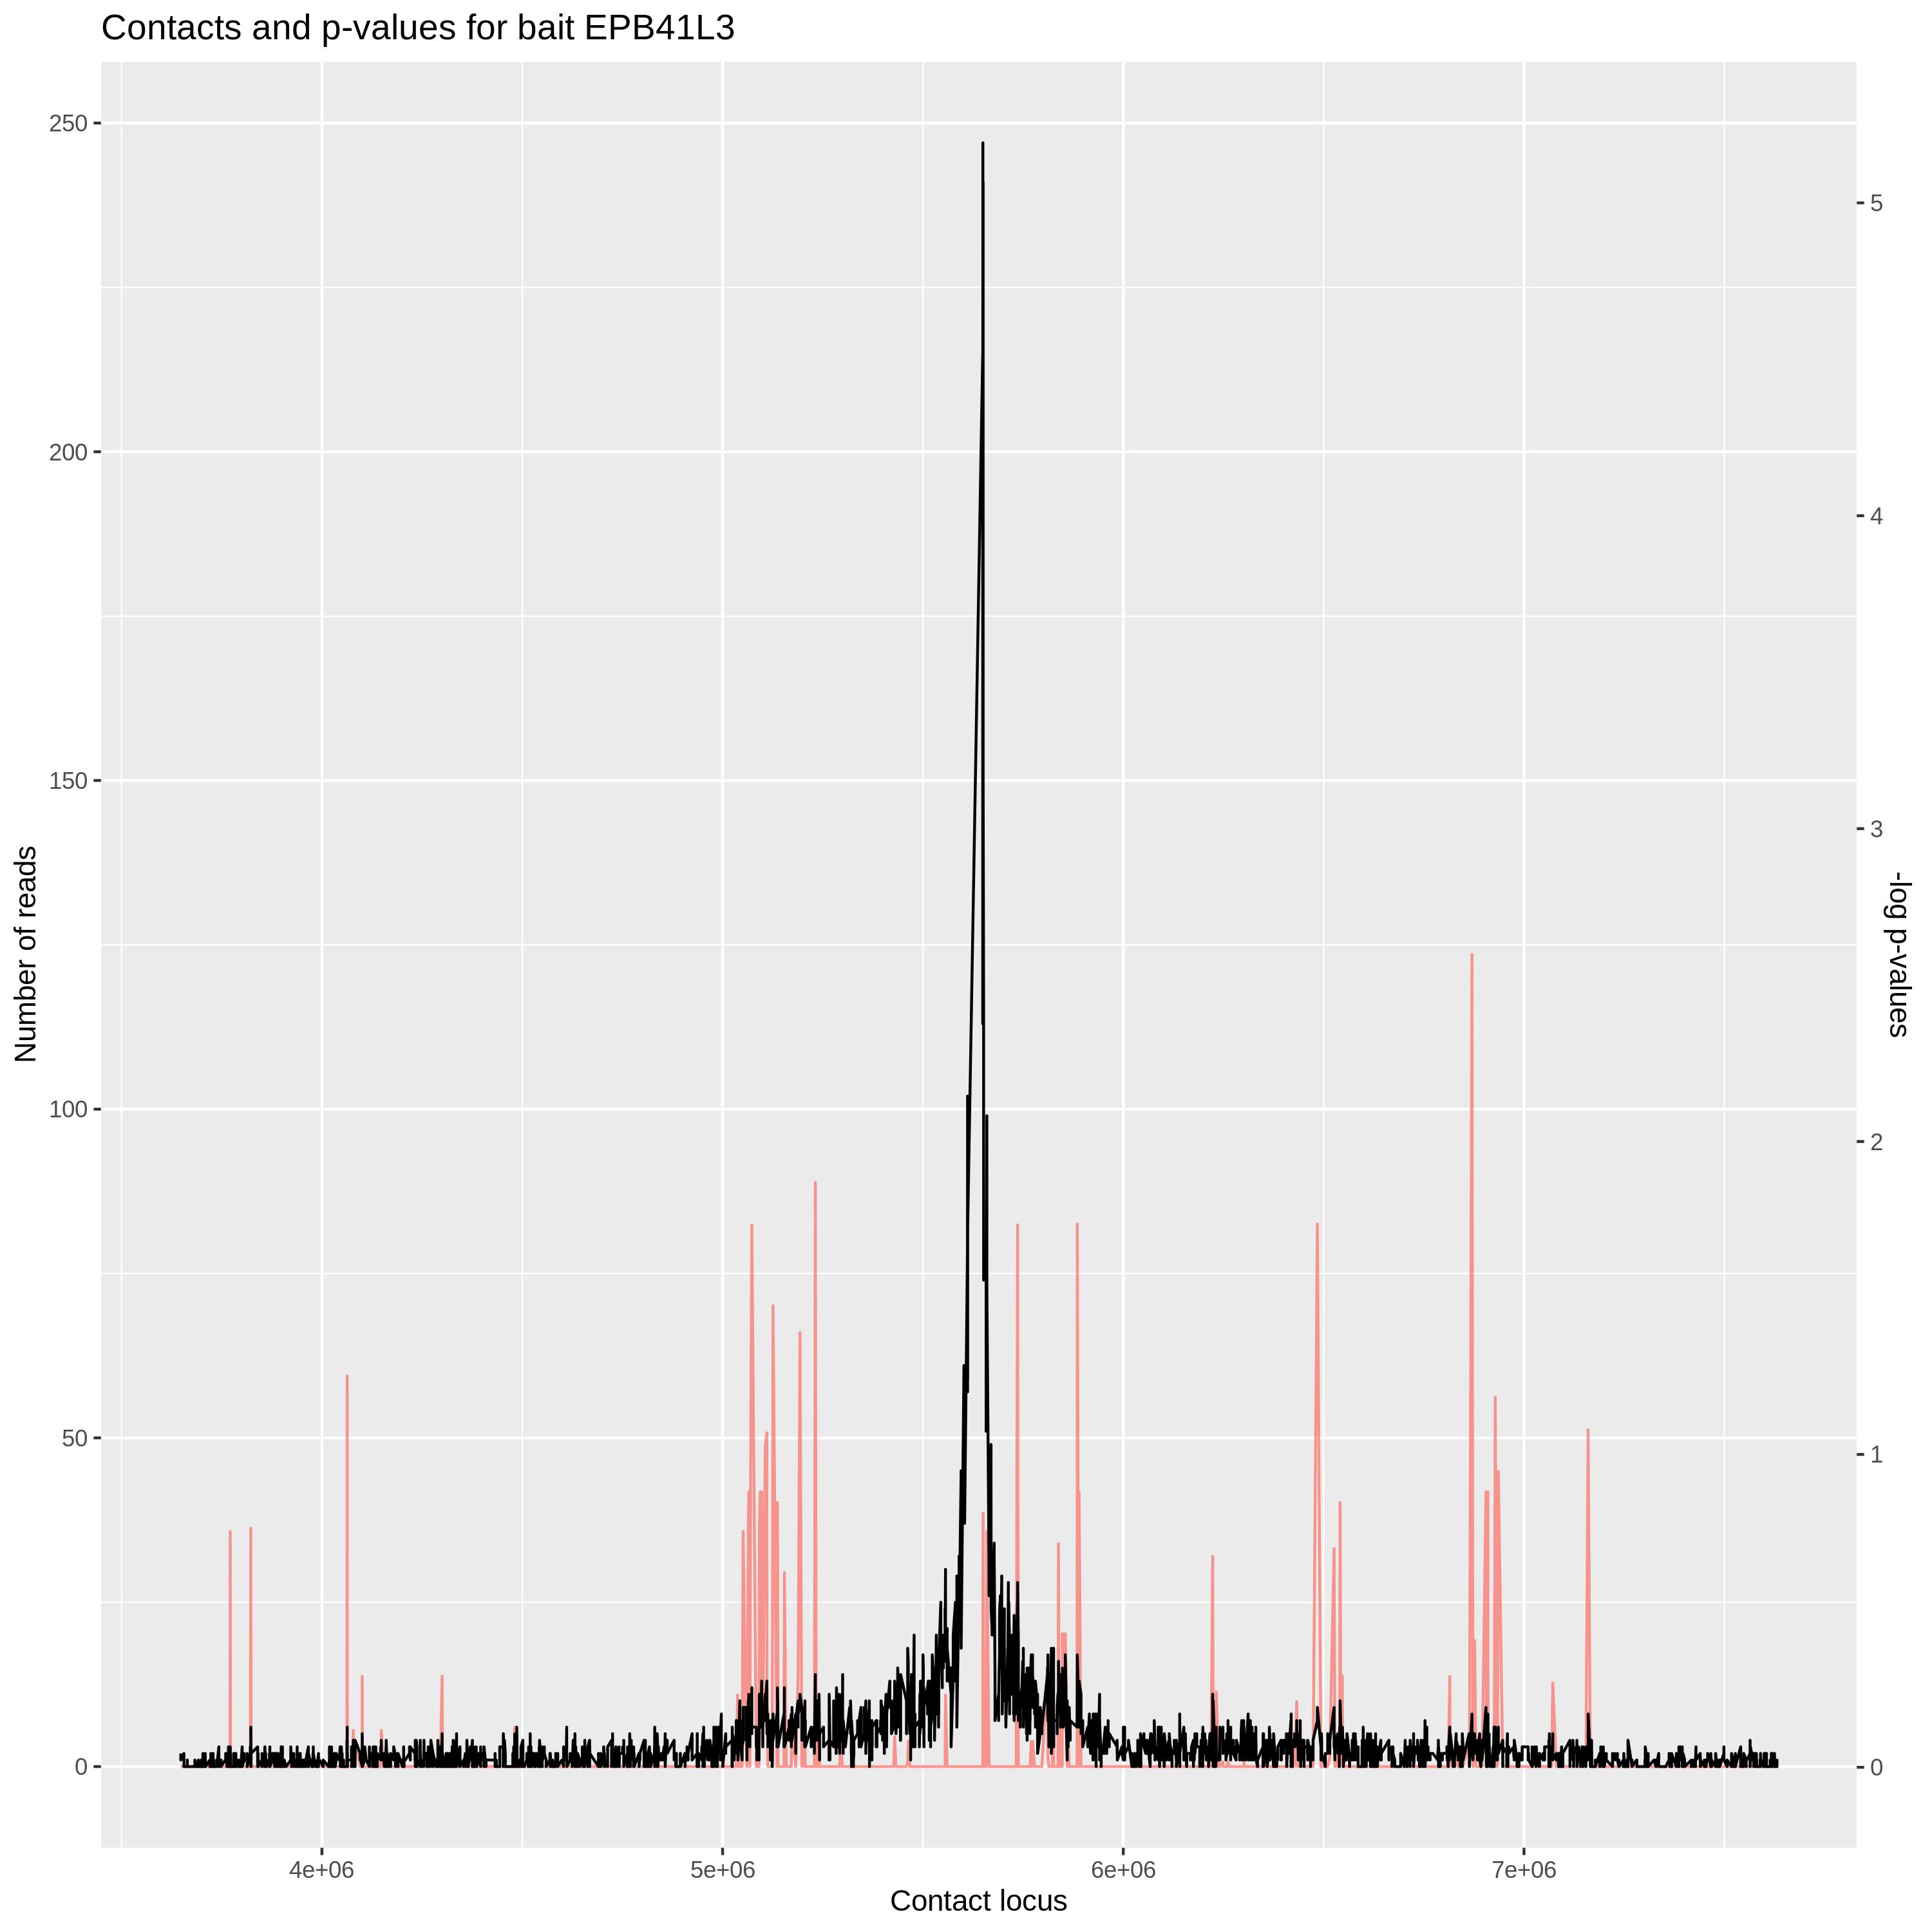 Contacts and p-values for bait EPB41L3
250
200
150
100
50
0
Number of reads
5
4
3
2
1
0
-log p-values
4e+06
5e+06
6e+06
7e+06
Contact locus